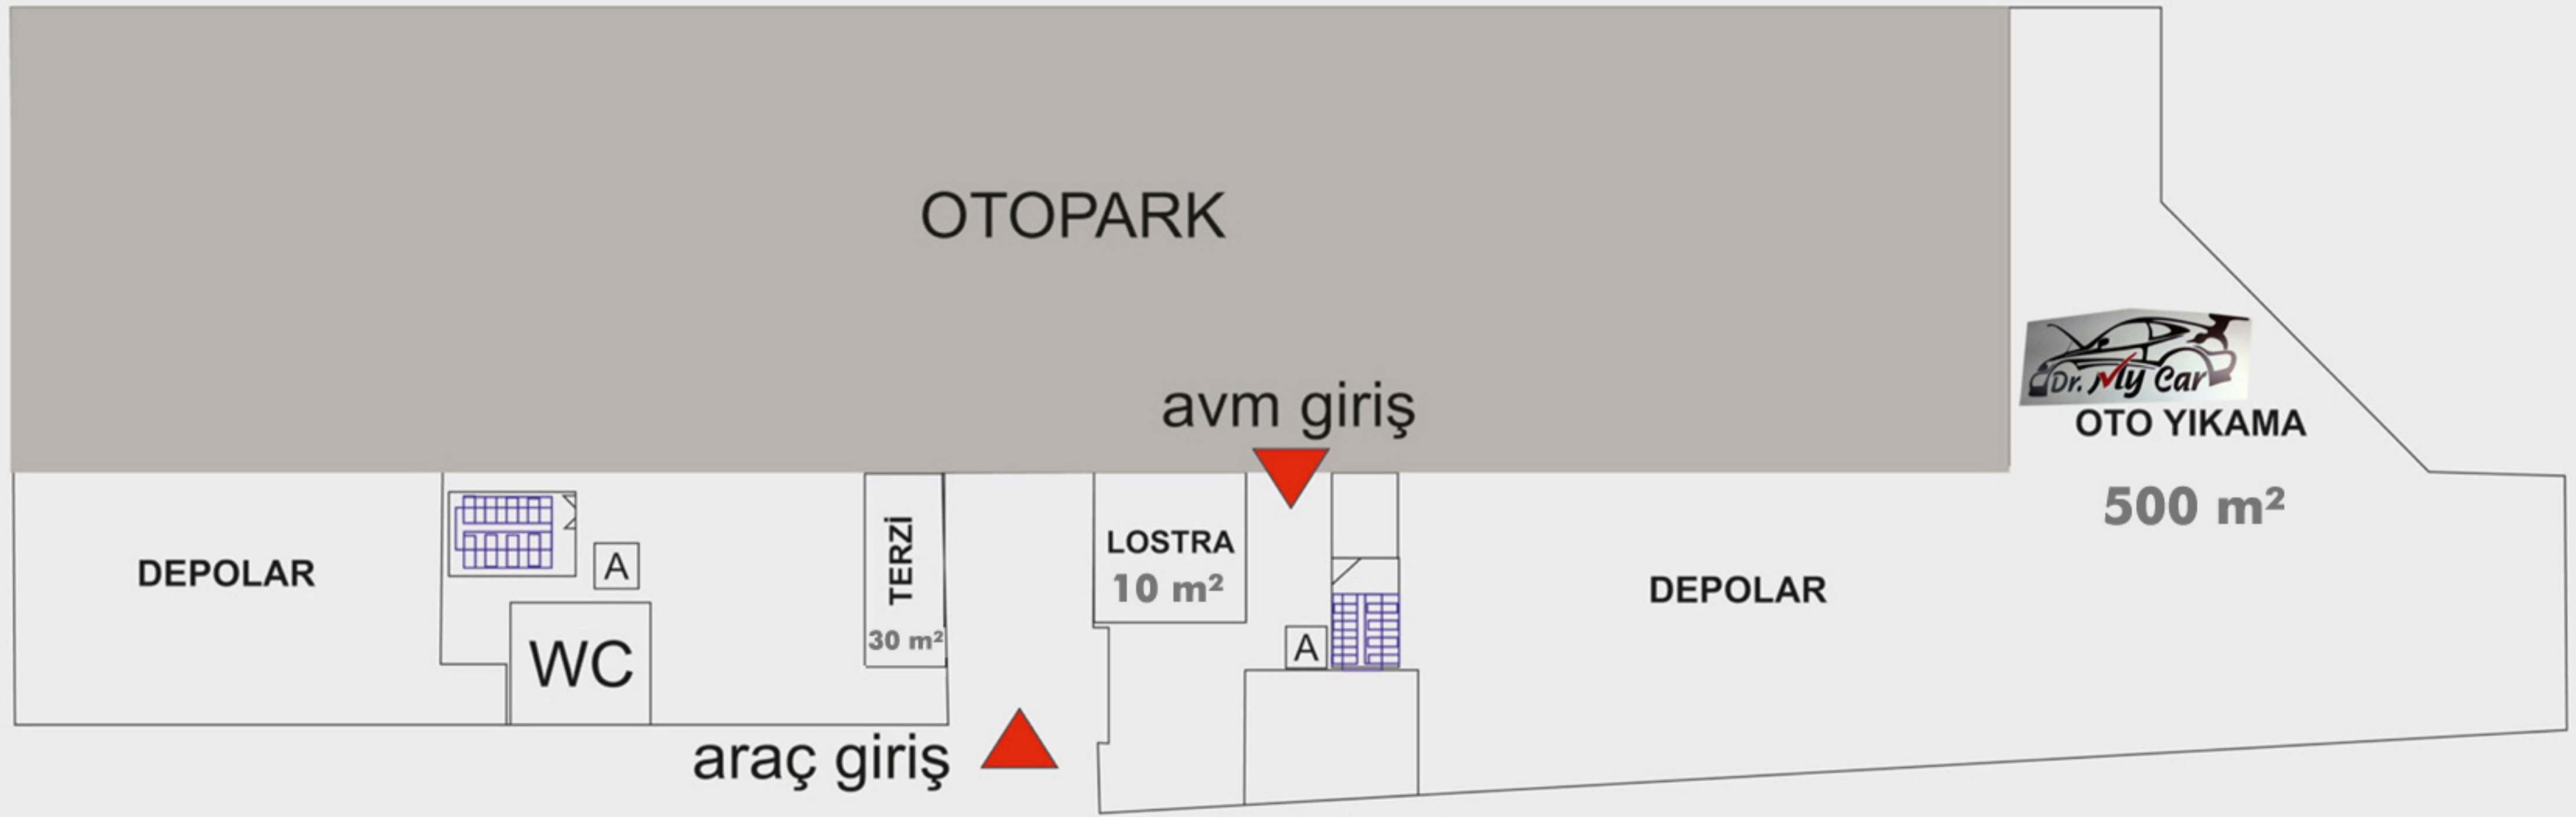 OTOPARK
avm giriş
Dr. My Car
OTO YIKAMA
500 m²
DEPOLAR
A
WC
TERZİ
30 m²
LOSTRA
10 m²
A
DEPOLAR
araç giriş